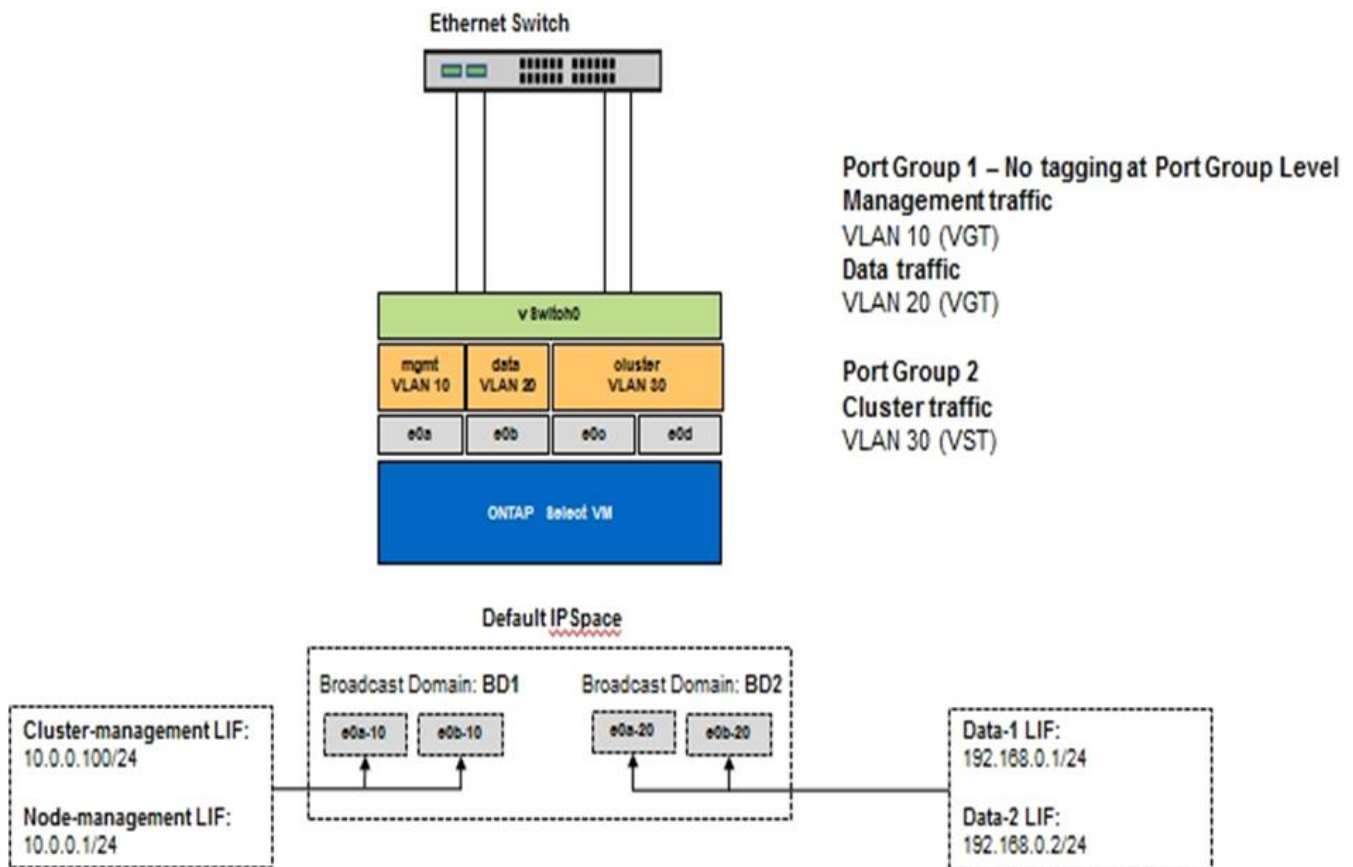 Ethernet Switch
Port Group 1 – No tagging at Port Group Level
Management traffic
VLAN 10 (VGT)
Data traffic
VLAN 20 (VGT)
Port Group 2
Cluster traffic
VLAN 30 (VST)
vSwitch0
mgmt
VLAN 10
data
VLAN 20
cluster
VLAN 30
e0a
e0b
e0c
e0d
ONTAP Select VM
Default IPSpace
Broadcast Domain: BD1
Broadcast Domain: BD2
e0a-10
e0b-10
e0a-20
e0b-20
Cluster-management LIF:
10.0.0.100/24
Node-management LIF:
10.0.0.1/24
Data-1 LIF:
192.168.0.1/24
Data-2 LIF:
192.168.0.2/24